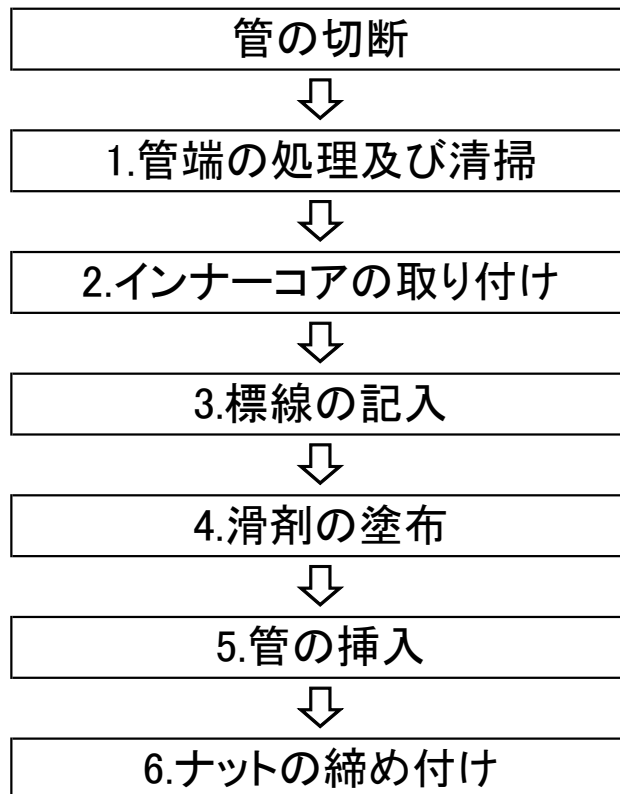 管の切断
1.管端の処理及び清掃
2.インナーコアの取り付け
3.標線の記入
4.滑剤の塗布
5.管の挿入
6.ナットの締め付け